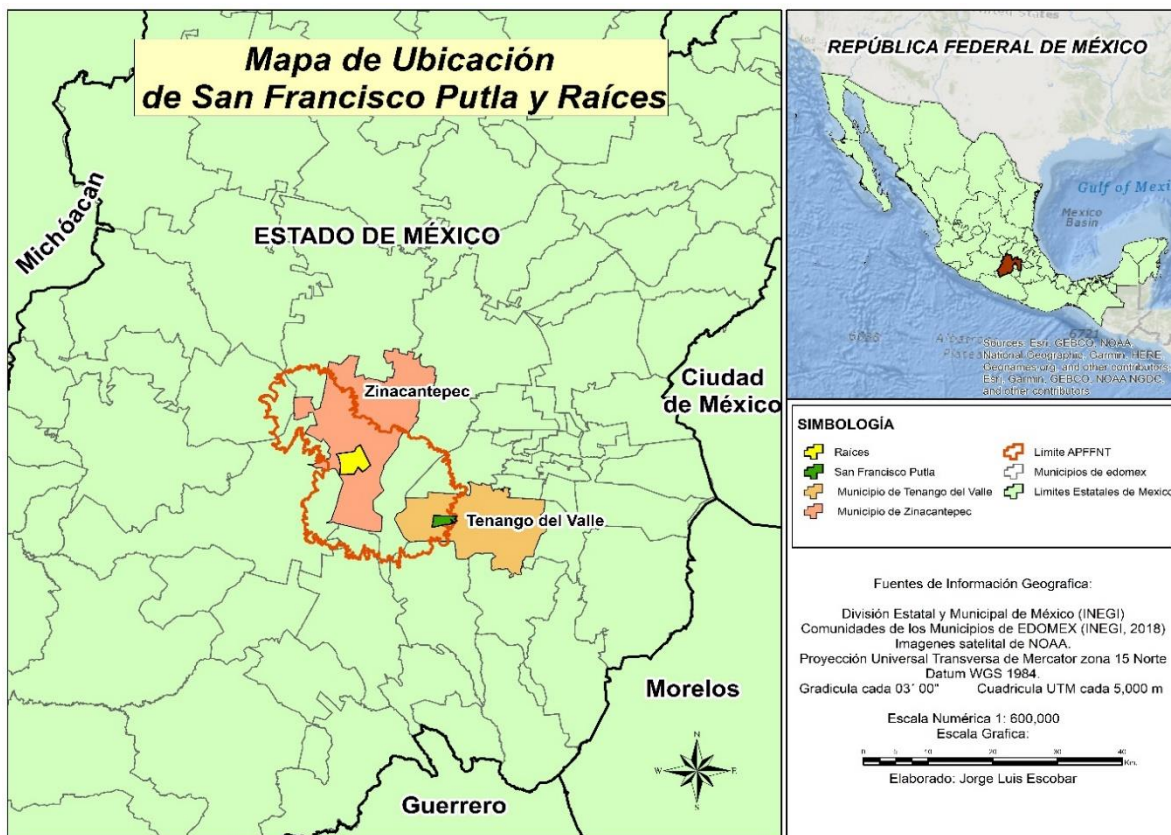 Mapa de Ubicación
de San Francisco Putla y Raíces
Michóacan
ESTADO DE MÉXICO
Zinacantepec
Ciudad
de México
Tenango del Valle
Morelos
Guerrero
N
W E
S
United States
REPÚBLICA FEDERAL DE MÉXICO
Gulf of Mexi
Mexico
Basin
Sources: Esri, GEBCO, NOAA,
National Geographic, Garmin, HERE,
Geonames.org, and other contributors,
Esri, Garmin, GEBCO, NOAA NGDC,
and other contributors
SIMBOLOGÍA
Raíces
San Francisco Putla
Municipio de Tenango del Valle
Municipio de Zinacantepec
Limite APFFNT
Municipios de edomex
Limites Estatales de Mexico
Fuentes de Información Geografica:
División Estatal y Municipal de México (INEGI)
Comunidades de los Municipios de EDOMEX (INEGI, 2018)
Imagenes satelital de NOAA.
Proyección Universal Transversa de Mercator zona 15 Norte
Datum WGS 1984.
Gradicula cada 03´ 00" Cuadricula UTM cada 5,000 m
Escala Numérica 1: 600,000
Escala Grafica:
0 5 10 20 30 40
Km.
Elaborado: Jorge Luis Escobar